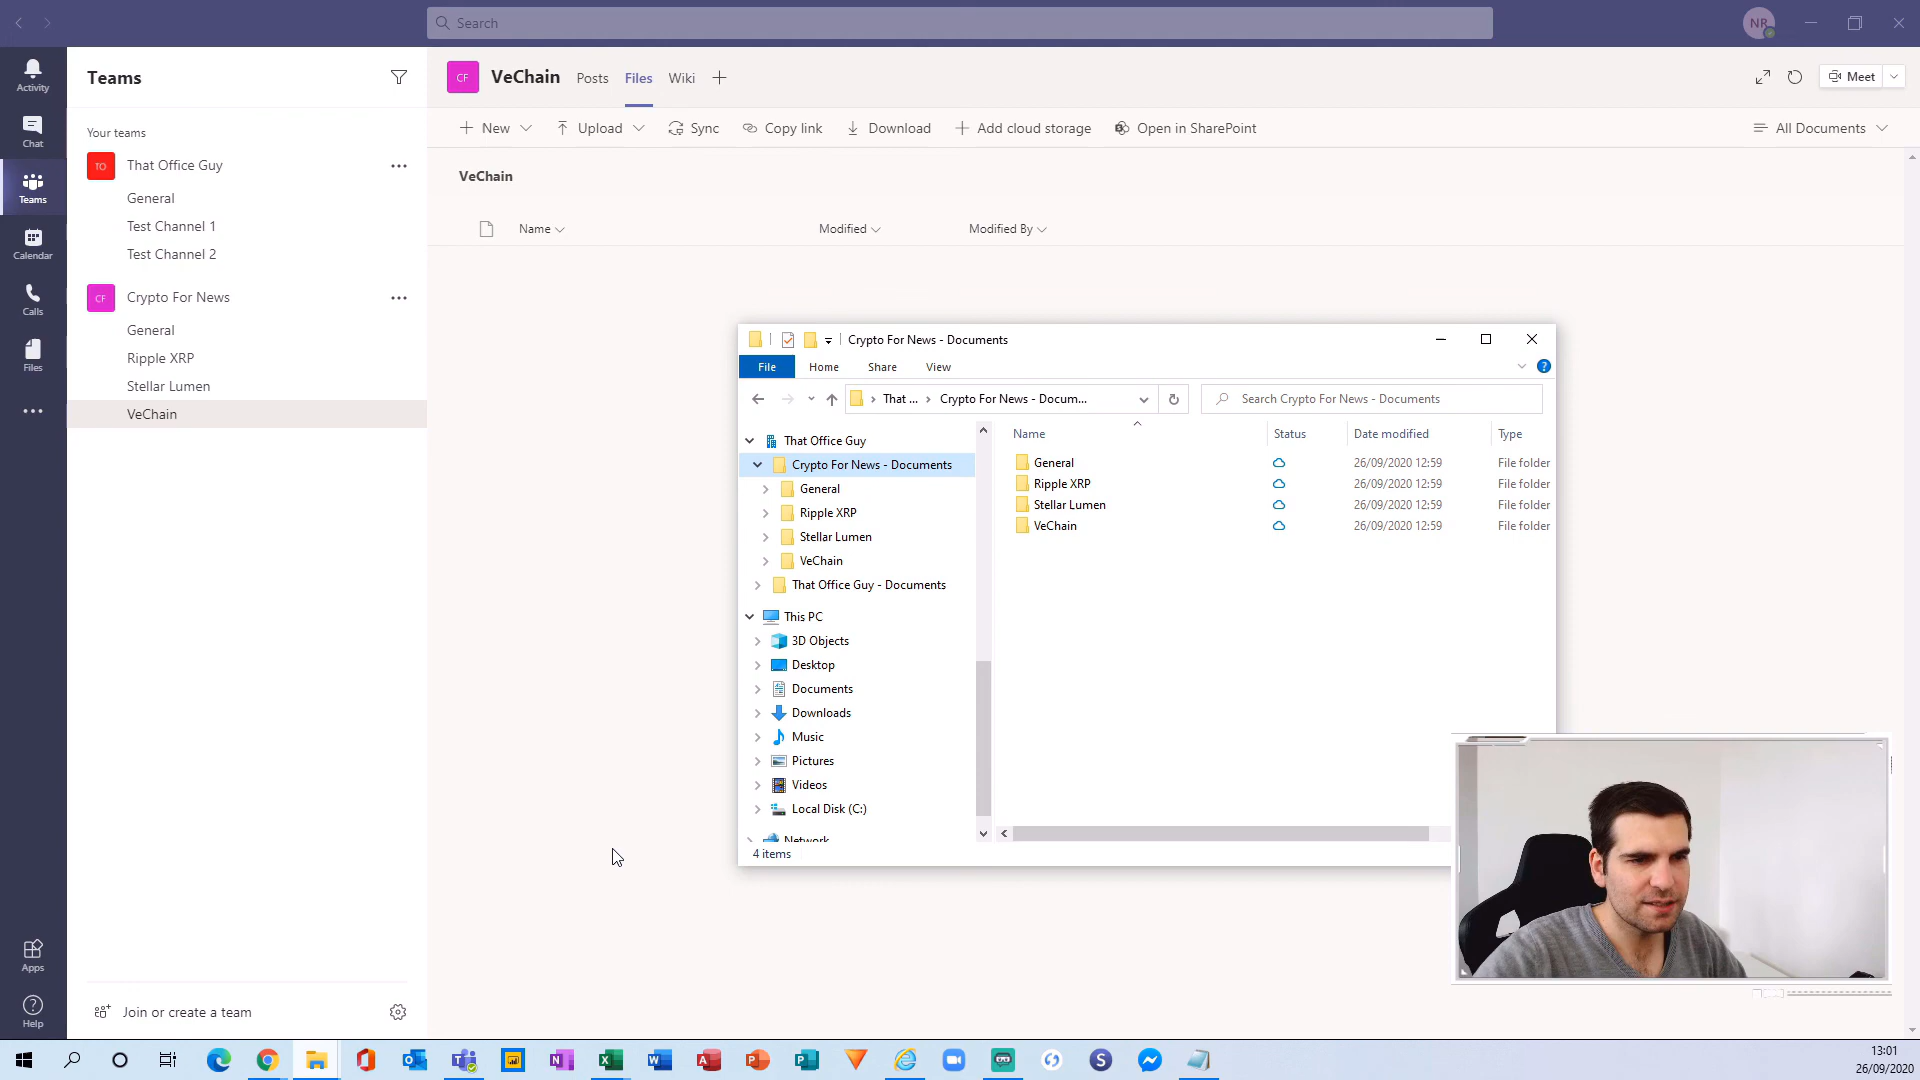 Search
NR
Activity
Chat
Teams
Calendar
Calls
Files
Apps
Help
Teams
Your teams
TO That Office Guy
General
Test Channel 1
Test Channel 2
CF Crypto For News
General
Ripple XRP
Stellar Lumen
VeChain
Join or create a team
CF VeChain Posts Files Wiki
Meet
New Upload Sync Copy link Download Add cloud storage Open in SharePoint All Documents
VeChain
Name Modified Modified By
Crypto For News - Documents
File Home Share View
That ... Crypto For News - Docum... Search Crypto For News - Documents
That Office Guy
Crypto For News - Documents
General
Ripple XRP
Stellar Lumen
VeChain
That Office Guy - Documents
This PC
3D Objects
Desktop
Documents
Downloads
Music
Pictures
Videos
Local Disk (C:)
Network
Name Status Date modified Type
General 26/09/2020 12:59 File folder
Ripple XRP 26/09/2020 12:59 File folder
Stellar Lumen 26/09/2020 12:59 File folder
VeChain 26/09/2020 12:59 File folder
4 items
13:01
26/09/2020